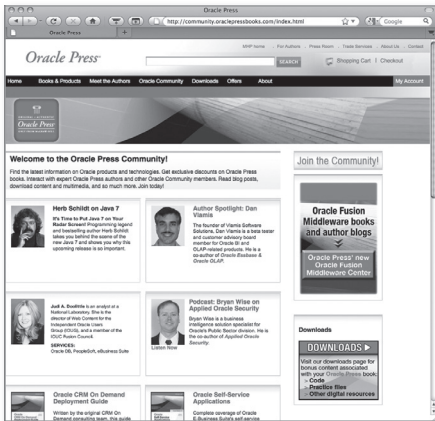 Oracle Press
http://community.oraclepressbooks.com/index.html
Google
Oracle Press
MHP home For Authors Press Room Trade Services About Us Contact
Oracle Press
SEARCH
Shopping Cart | Checkout
Home Books & Products Meet the Authors Oracle Community Downloads Offers About My Account
Oracle Press
Welcome to the Oracle Press Community!
Find the latest information on Oracle products and technologies. Get exclusive discounts on Oracle Press
books. Interact with expert Oracle Press authors and other Oracle Community members. Read blog posts,
download content and multimedia, and so much more. Join today!
Herb Schildt on Java 7
It's Time to Put Java 7 on Your
Radar Screen! Programming legend
and bestselling author Herb Schildt
takes you behind the scene of the
new Java 7 and shows you why this
upcoming release is so important.
Author Spotlight: Dan
Vlamis
The founder of Vlamis Software
Solutions, Dan Vlamis is a beta tester
and customer advisory board
member for Oracle BI and
OLAP-related products. He is a
co-author of Oracle Essbase &
Oracle OLAP.
Judi A. Doolittle is an analyst at a
National Laboratory. She is the
director of Web Content for the
Independent Oracle Users
Group (IOUG), and a member of the
IOUC Fusion Council.
SERVICES:
Oracle DB, PeopleSoft, eBusiness Suite
Podcast: Bryan Wise on
Applied Oracle Security
Bryan Wise is a business
intelligence solution specialist for
Oracle's Public Sector division. He is
the co-author of Applied Oracle
Security.
Listen Now
Oracle CRM On Demand
Deployment Guide
Written by the original CRM On
Demand consulting team, this guide
Oracle Self-Service
Applications
Complete coverage of Oracle
E-Business Suite's self service
Join the Community!
Oracle Fusion
Middleware books
and author blogs
Oracle Press' new
Oracle Fusion
Middleware Center
Downloads
DOWNLOADS
Visit our downloads page for
bonus content associated
with your Oracle Press book:
> Code
> Practice files
> Other digital resources